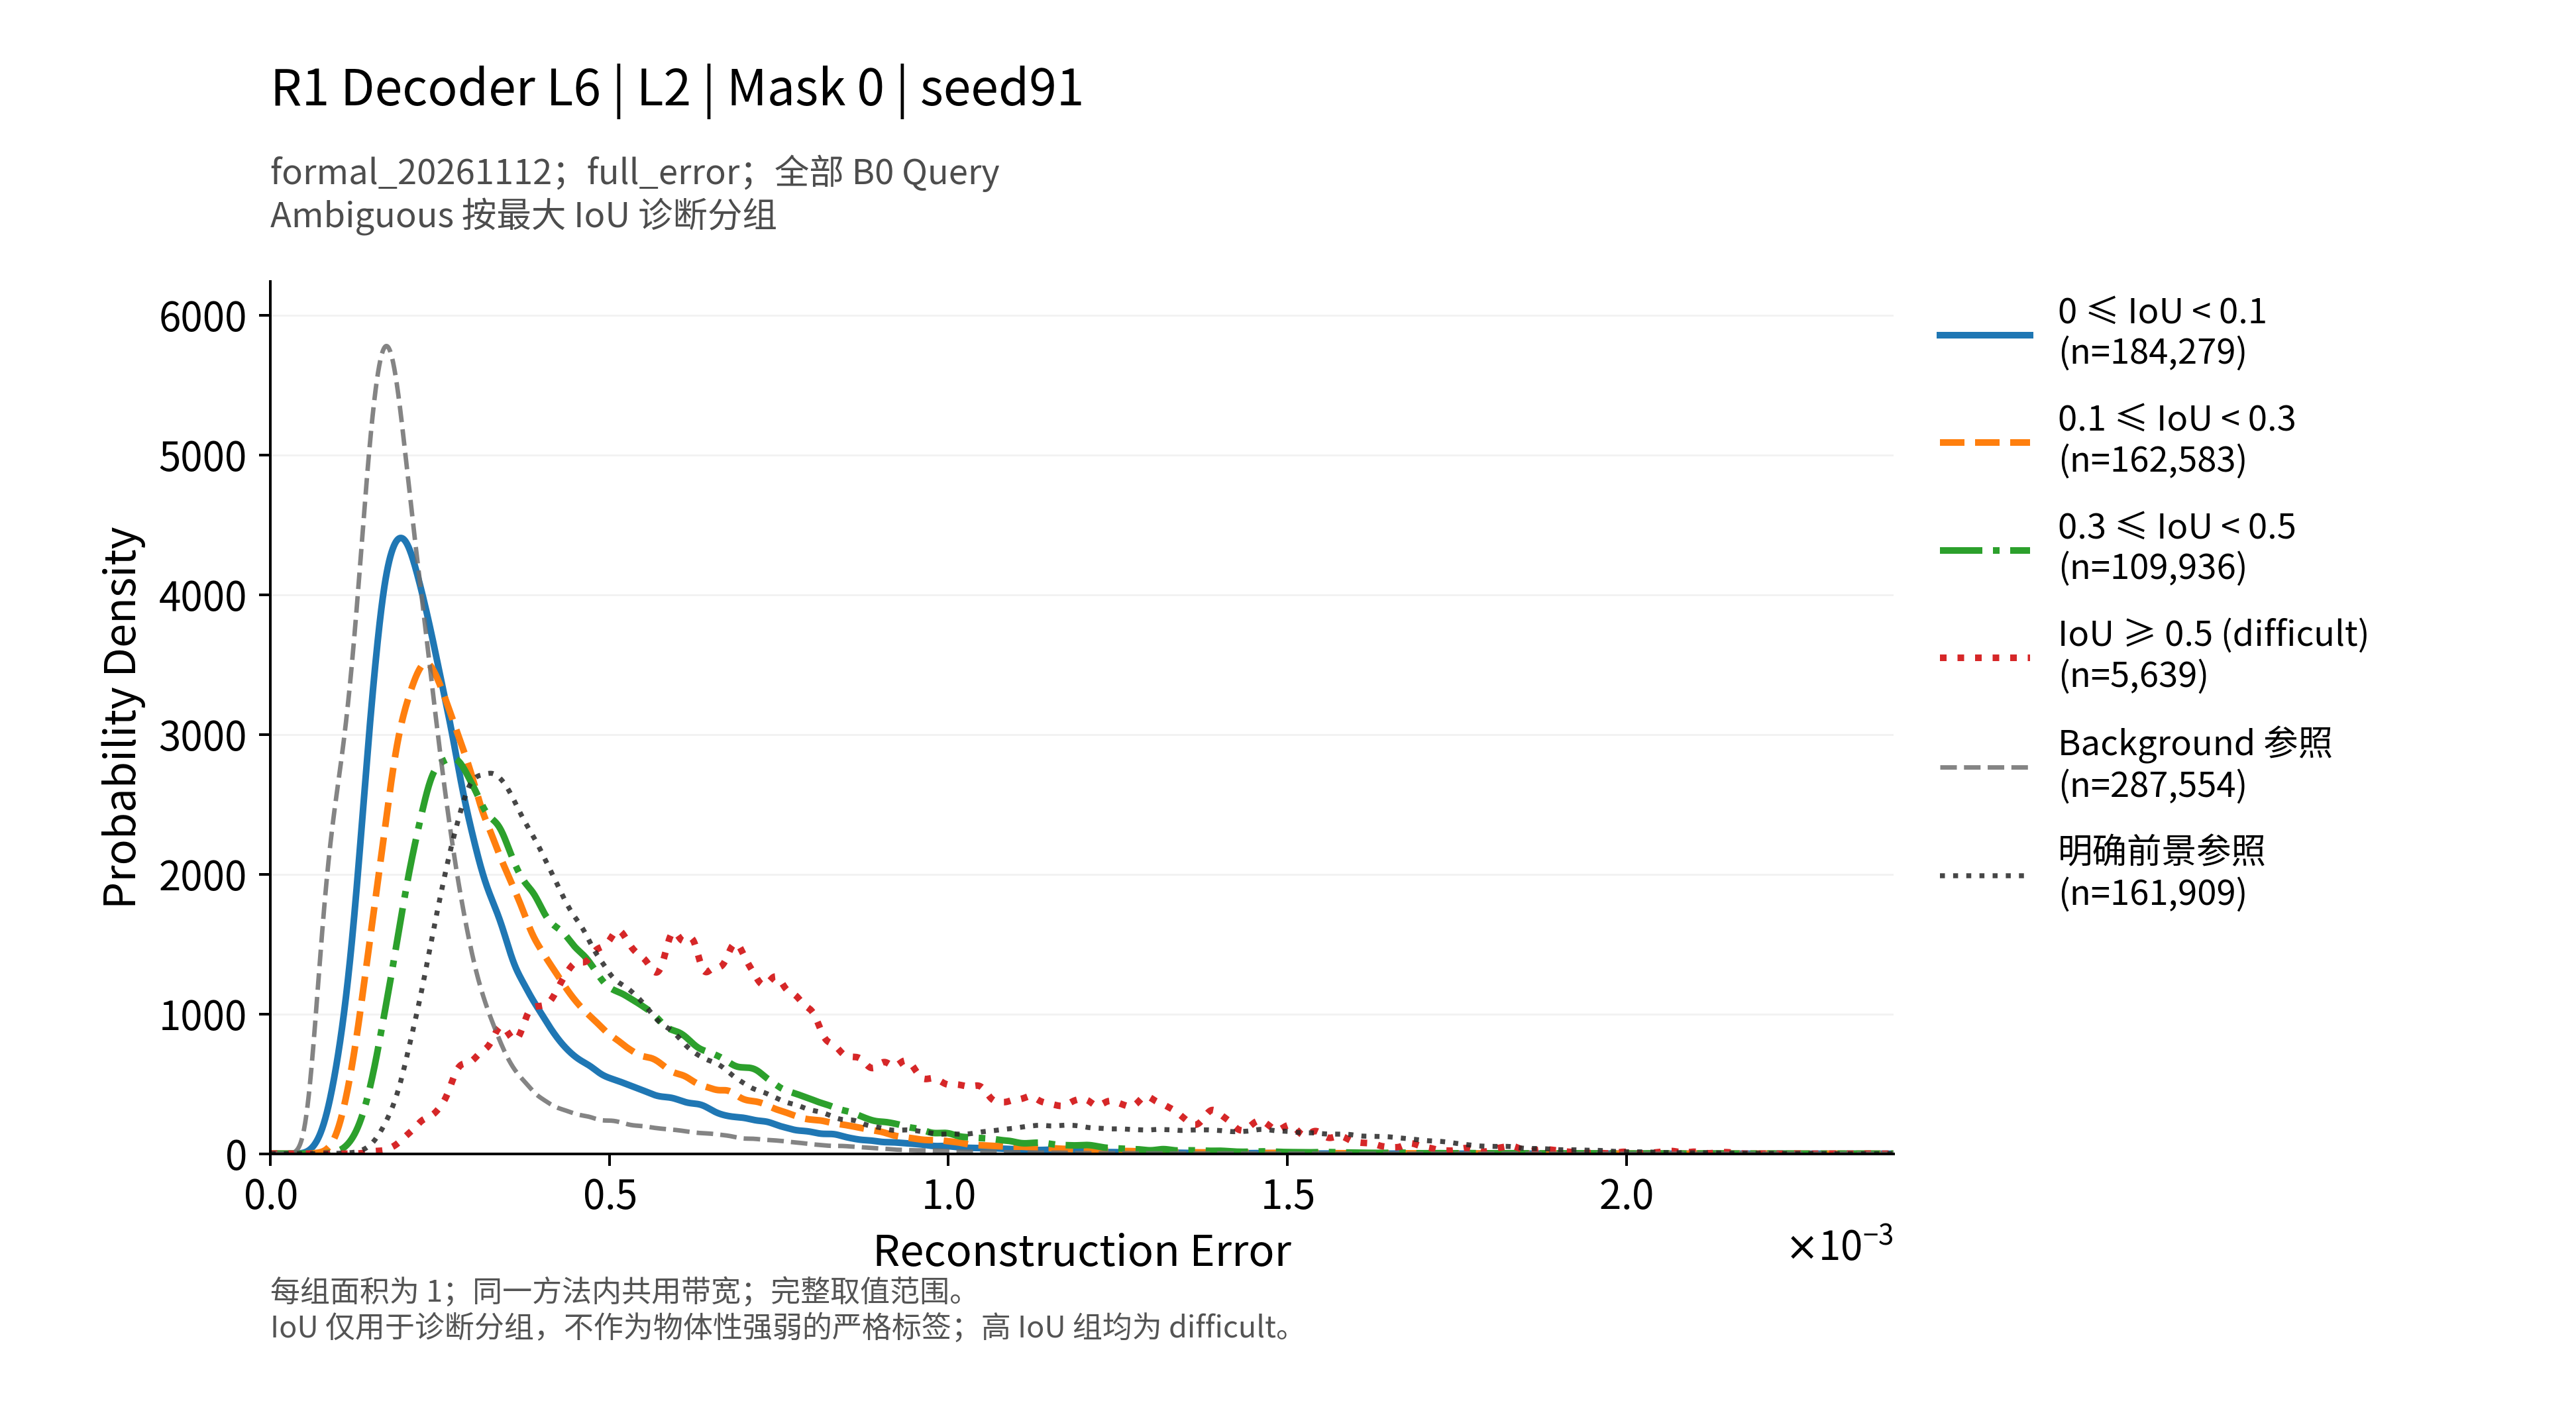 R1 Decoder L6 | L2 | Mask 0 | seed91
formal_20261112；full_error；全部 B0 Query
Ambiguous 按最大 IoU 诊断分组
6000
5000
4000
3000
2000
1000
0
Probability Density
0.0
0.5
1.0
1.5
2.0
Reconstruction Error
×10⁻³
0 ⩽ IoU < 0.1
(n=184,279)
0.1 ⩽ IoU < 0.3
(n=162,583)
0.3 ⩽ IoU < 0.5
(n=109,936)
IoU ⩾ 0.5 (difficult)
(n=5,639)
Background 参照
(n=287,554)
明确前景参照
(n=161,909)
每组面积为 1；同一方法内共用带宽；完整取值范围。
IoU 仅用于诊断分组，不作为物体性强弱的严格标签；高 IoU 组均为 difficult。